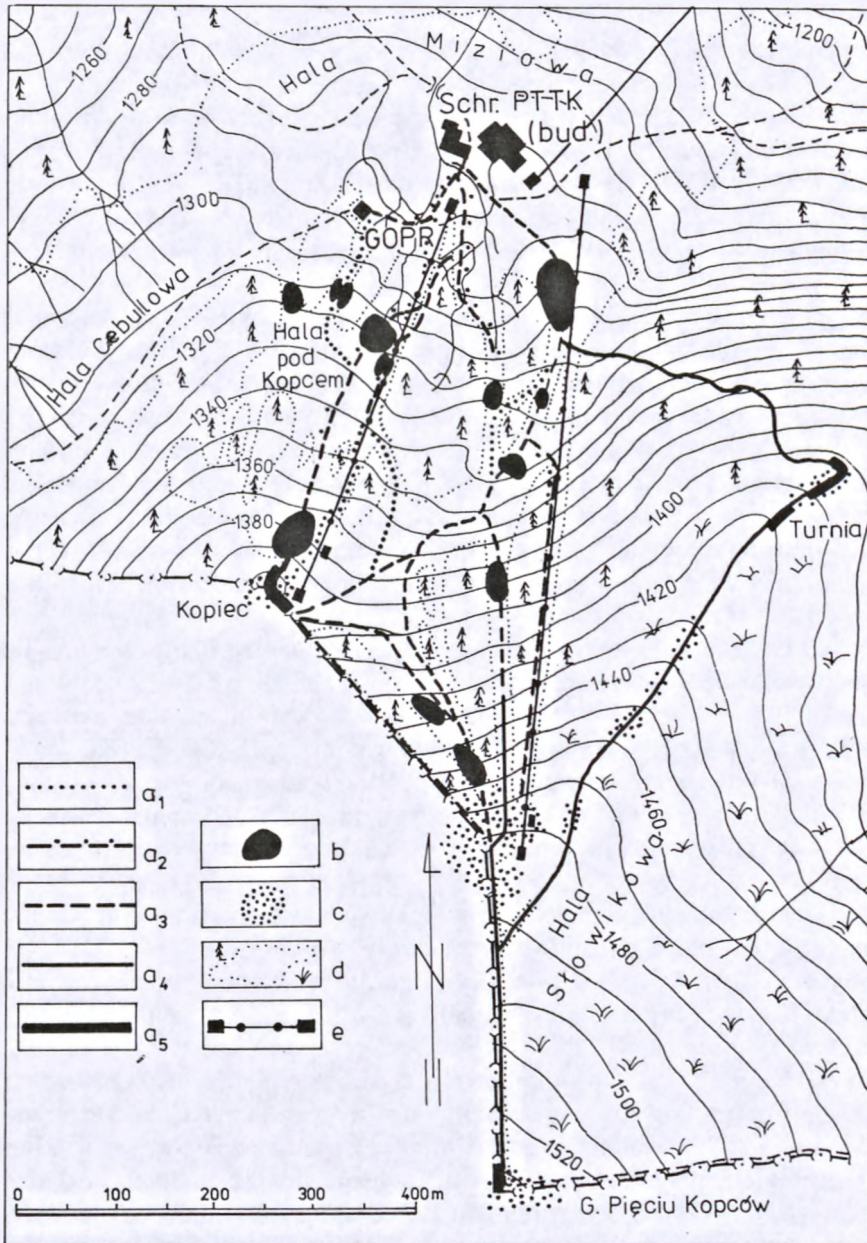 1200
1260
Hala Miziowa
1280
Schr. PTTK
(bud.)
1300
GOPR
Hala Cebulowa
Hala
pod
Kopcem
1320
1340
1360
1380
1400
Turnia
Kopiec
1420
1440
1460
Hala
Słowikowa
1480
1500
1520
G. Pięciu Kopców
a1
a2
a3
a4
a5
b
c
d
e
N
0 100 200 300 400 m